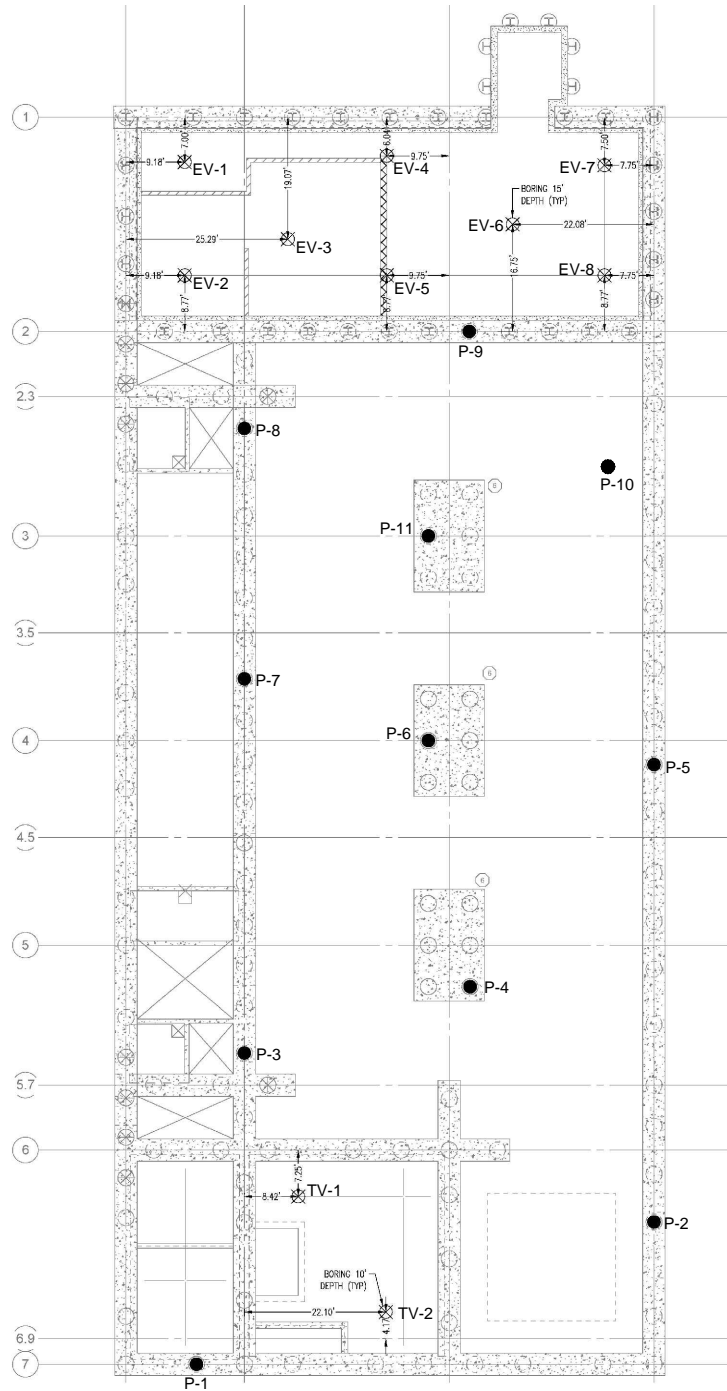 1
7.00'
6.04'
7.50'
9.18'
EV-1
EV-4
9.75'
EV-7
7.75'
19.07'
BORING 15'
DEPTH (TYP)
EV-6
22.08'
25.29'
EV-3
6.75'
9.18'
EV-2
9.75'
EV-5
EV-8
7.75'
8.77'
8.77'
8.77'
2
P-9
2.3
P-8
P-10
6
3
P-11
3.5
6
P-7
4
P-6
P-5
4.5
6
5
P-4
P-3
5.7
6
7.25'
8.42'
TV-1
P-2
BORING 10'
DEPTH (TYP)
22.10'
TV-2
4.17'
6.9
7
P-1